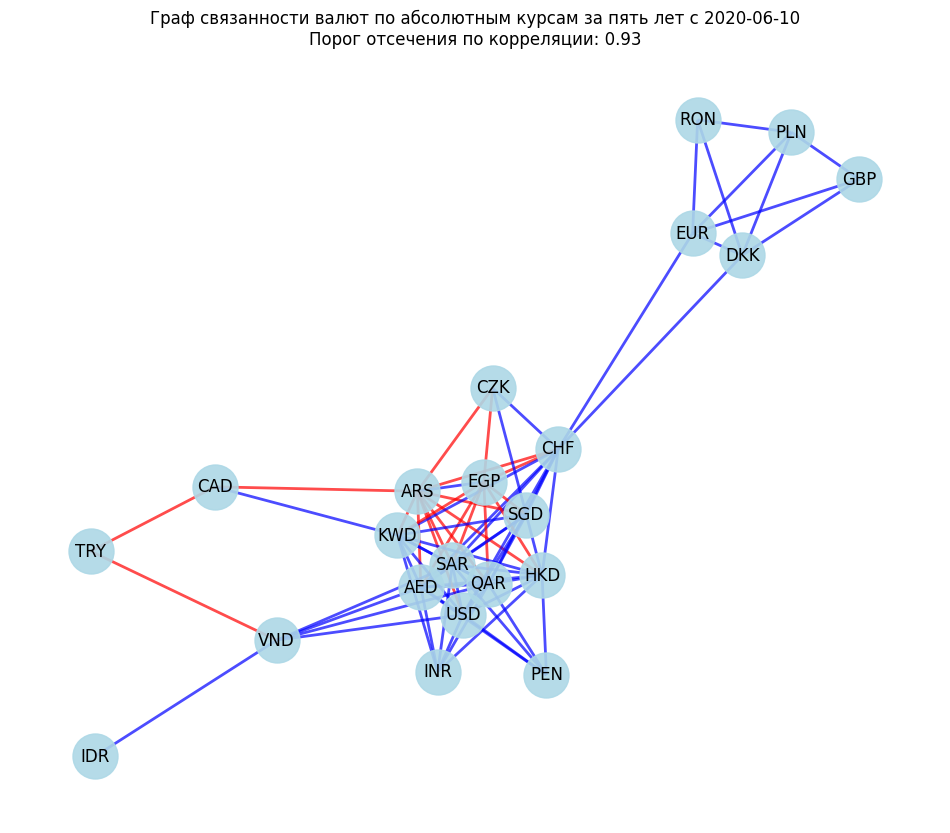 Граф связанности валют по абсолютным курсам за пять лет с 2020-06-10
Порог отсечения по корреляции: 0.93
RON
PLN
GBP
EUR
DKK
CZK
CHF
CAD
ARS
EGP
SGD
KWD
TRY
SAR
HKD
AED
QAR
USD
VND
INR
PEN
IDR